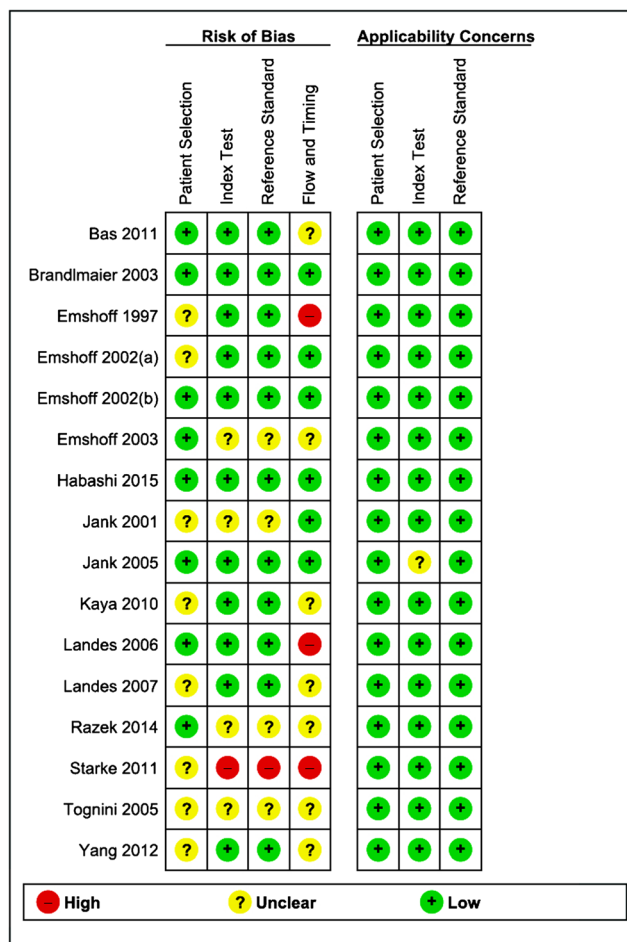 Risk of Bias Applicability Concerns
Patient Selection
Index Test
Reference Standard
Flow and Timing
Patient Selection
Index Test
Reference Standard
Bas 2011 + + + ? + + +
Brandlmaier 2003 + + + + + + +
Emshoff 1997 ? + + – + + +
Emshoff 2002(a) ? + + + + + +
Emshoff 2002(b) + + + + + + +
Emshoff 2003 + ? ? ? + + +
Habashi 2015 + + + + + + +
Jank 2001 ? ? ? + + + +
Jank 2005 + + + + + ? +
Kaya 2010 ? + + ? + + +
Landes 2006 + + + – + + +
Landes 2007 ? + + ? + + +
Razek 2014 + ? ? ? + + +
Starke 2011 ? – – – + + +
Tognini 2005 ? ? ? ? + + +
Yang 2012 ? + + ? + + +
– High ? Unclear + Low